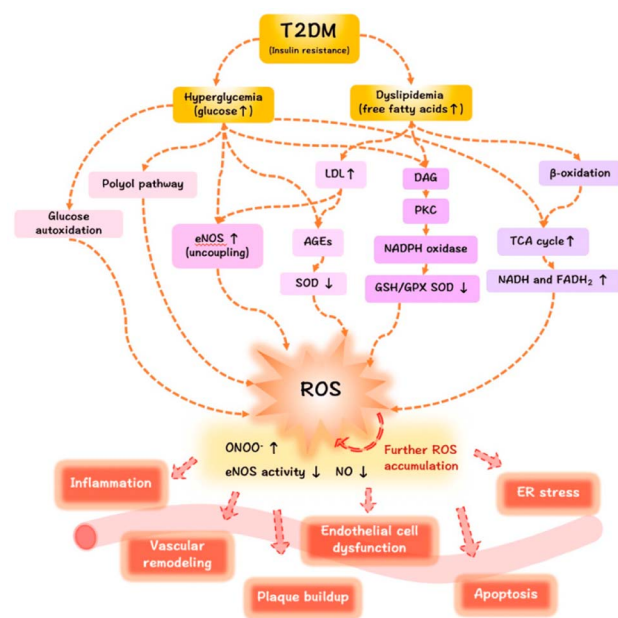 T2DM
(Insulin resistance)
Hyperglycemia
(glucose↑)
Dyslipidemia
(free fatty acids↑)
Polyol pathway
LDL↑
DAG
β-oxidation
Glucose
autoxidation
PKC
eNOS ↑
(uncoupling)
AGEs
NADPH oxidase
TCA cycle↑
SOD ↓
GSH/GPX SOD ↓
NADH and FADH₂ ↑
ROS
ONOO⁻ ↑
eNOS activity ↓ NO ↓
Further ROS
accumulation
Inflammation
ER stress
Vascular
remodeling
Endothelial cell
dysfunction
Plaque buildup
Apoptosis